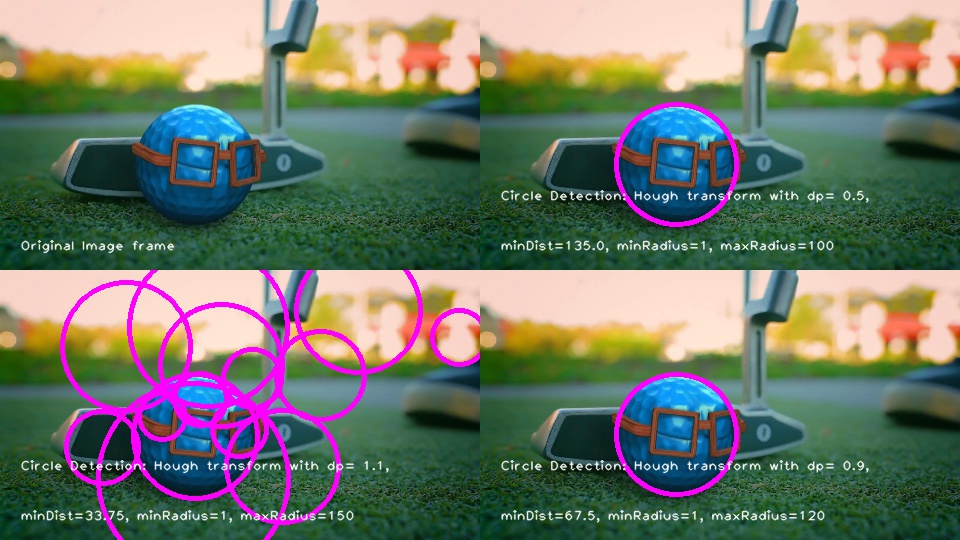 Original Image frame
Circle Detection: Hough transform with dp= 0.5,
minDist=135.0, minRadius=1, maxRadius=100
Circle Detection: Hough transform with dp= 1.1,
minDist=33.75, minRadius=1, maxRadius=150
Circle Detection: Hough transform with dp= 0.9,
minDist=67.5, minRadius=1, maxRadius=120